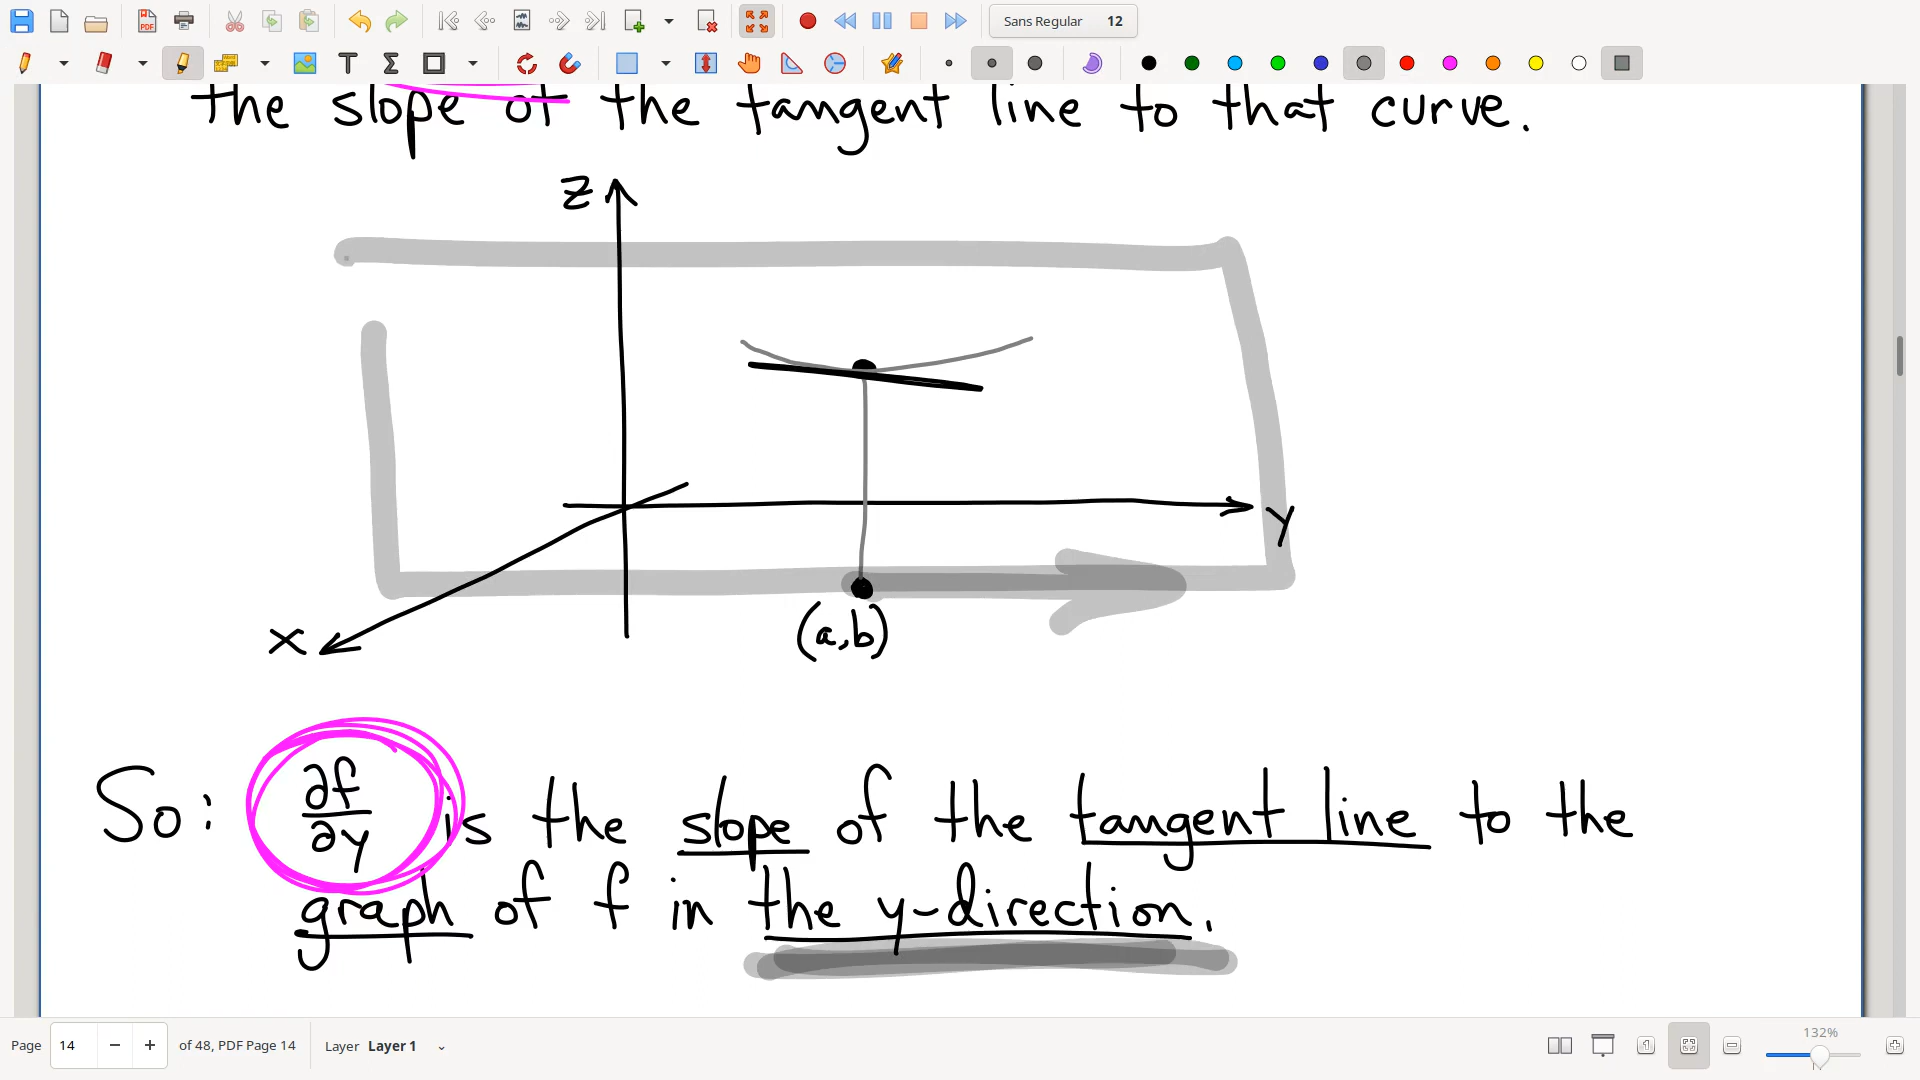 Sans Regular 12
the slope of the tangent line to that curve.
z
y
x
(a,b)
So: ∂f/∂y is the slope of the tangent line to the
graph of f in the y-direction.
Page 14 − + of 48, PDF Page 14 Layer Layer 1 132%